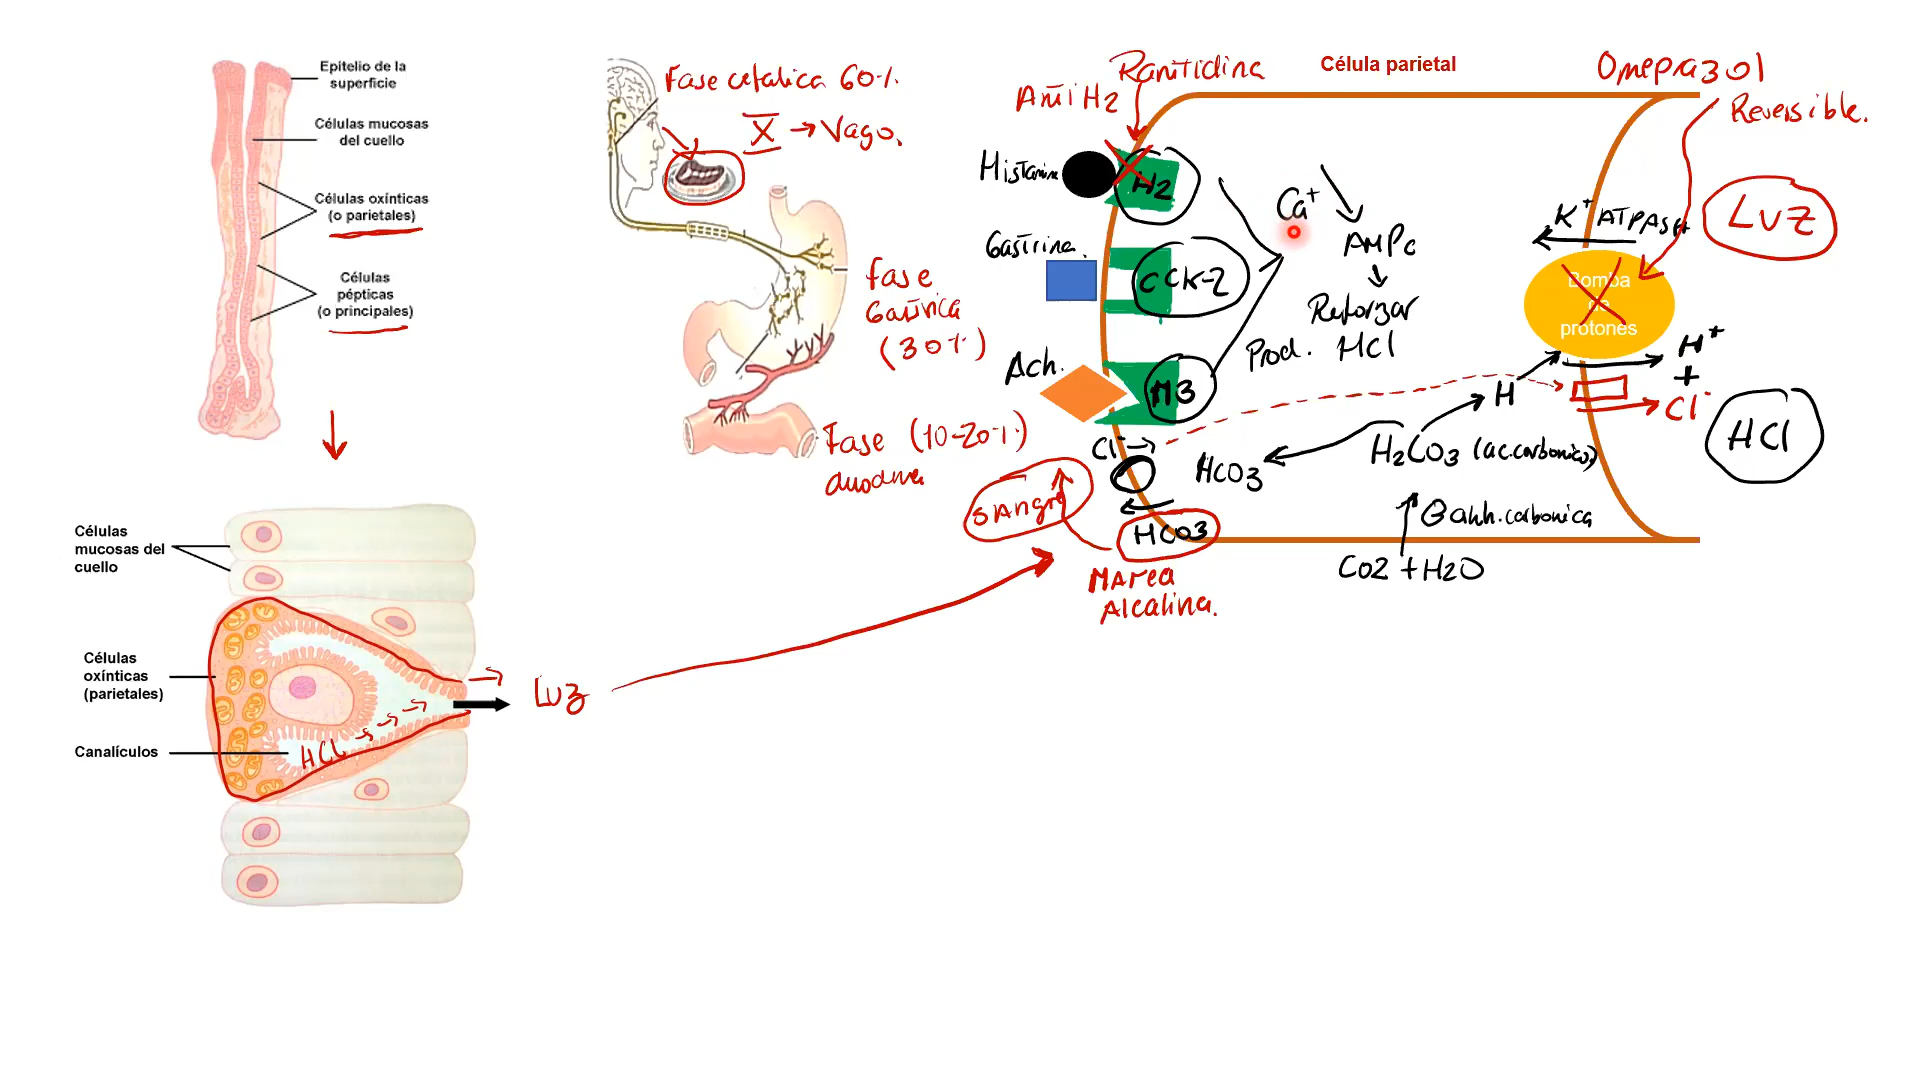 Epitelio de la
superficie
Células mucosas
del cuello
Células oxínticas
(o parietales)
Células
pépticas
(o principales)
Células
mucosas del
cuello
Células
oxínticas
(parietales)
Canalículos
HCl
Luz
Fase cefalica 60%.
X → Vago.
Fase
Gastrica
(30%)
Fase (10-20%)
Ranitidina
Anti H2
Célula parietal
Omeprazol
Reversible.
Histamina
H2
Gastrina.
CCK-2
Ach.
M3
Ca+
AMPc
Reforzar
Prod. HCl
K+ ATPasa
LUZ
Bomba
de
protones
H+
+
Cl-
HCl
H
H2CO3 (ac. carbonico)
HCO3
Cl-
Sangre
HCO3
Marea
Alcalina.
anh. carbonica
CO2 + H2O